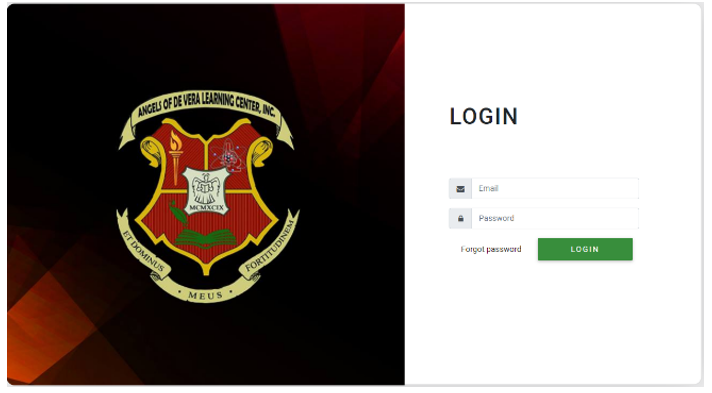 ANGELS OF DE VERA LEARNING CENTER, INC.
MCMXCIX
ET DOMINUS
MEUS
FORTITUDINEM
LOGIN
Email
Password
Forgot password
LOGIN